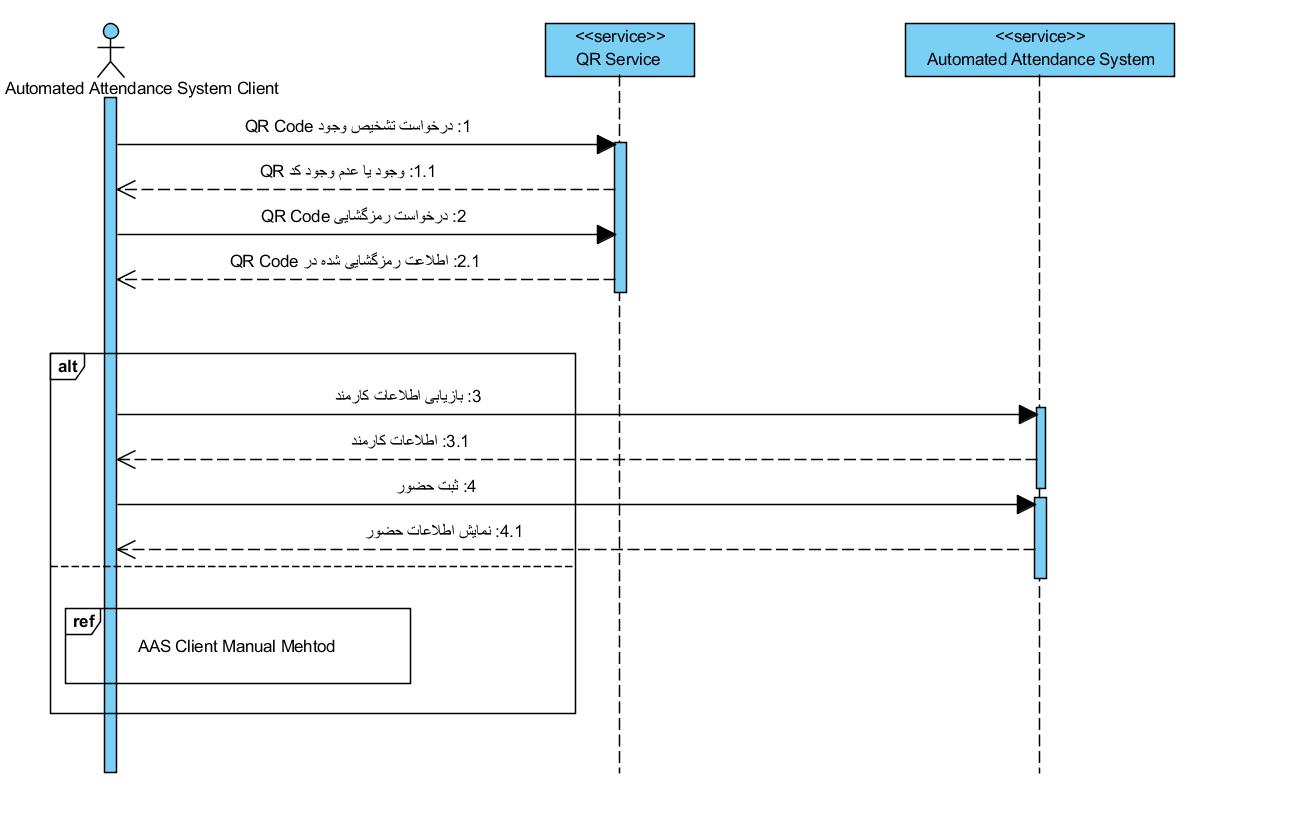 <<service>>
QR Service
<<service>>
Automated Attendance System
Automated Attendance System Client
1: درخواست تشخیص وجود QR Code
1.1: وجود یا عدم وجود کد QR
2: درخواست رمزگشایی QR Code
2.1: اطلاعت رمزگشایی شده در QR Code
alt
3: بازیابی اطلاعات کارمند
3.1: اطلاعات کارمند
4: ثبت حضور
4.1: نمایش اطلاعات حضور
ref
AAS Client Manual Mehtod